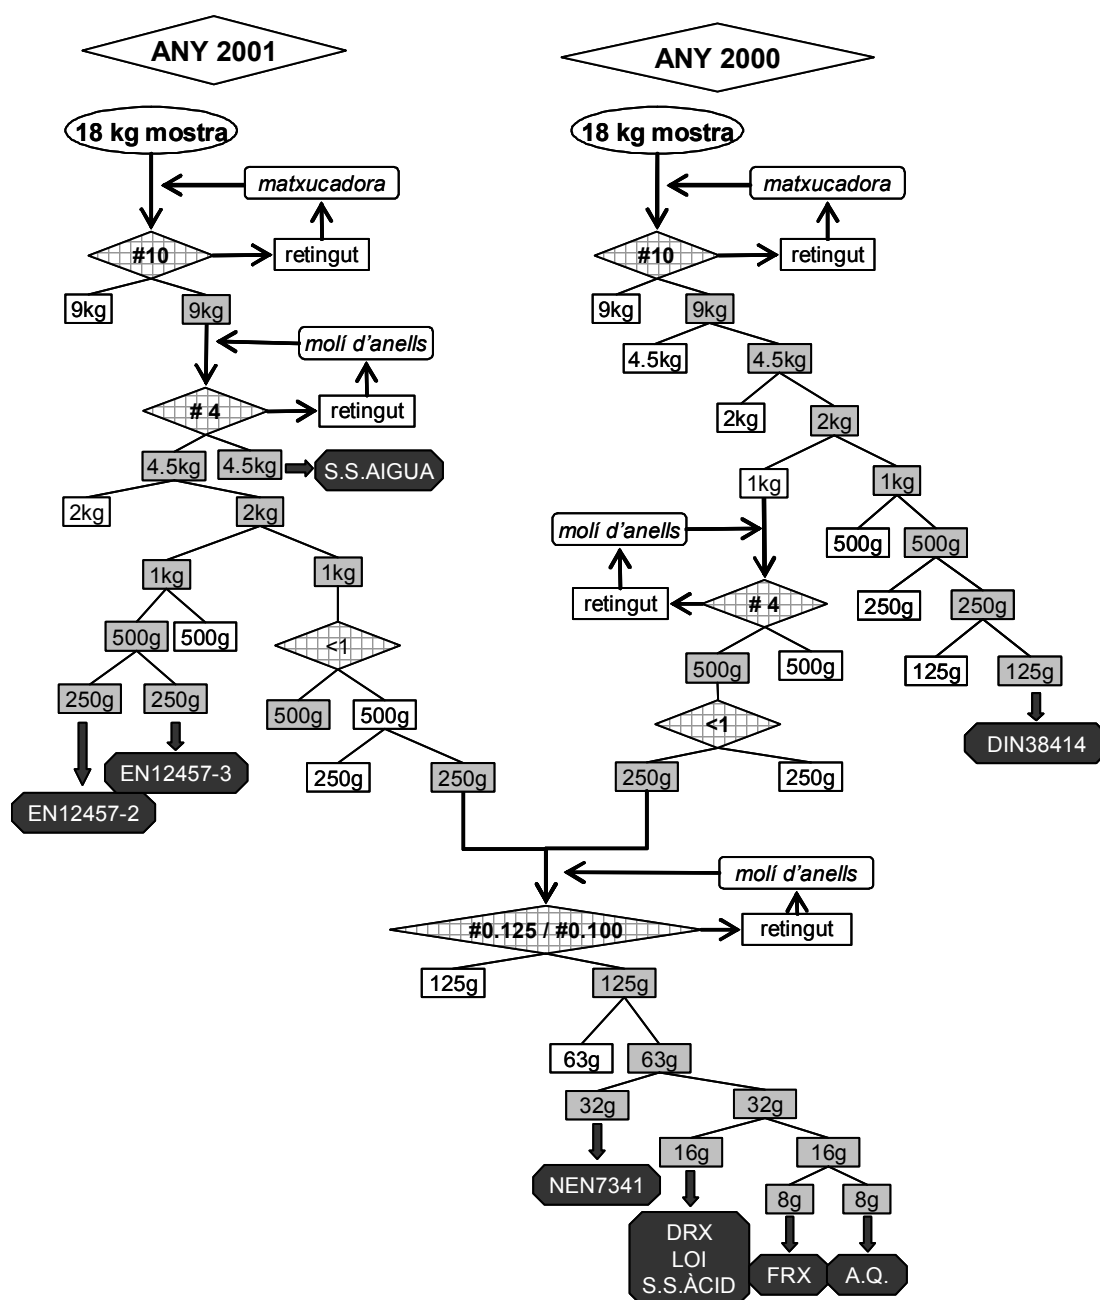 ANY 2001
ANY 2000
18 kg mostra
18 kg mostra
matxucadora
matxucadora
#10
retingut
#10
retingut
9kg
9kg
9kg
9kg
molí d'anells
4.5kg
4.5kg
# 4
retingut
2kg
2kg
4.5kg
4.5kg
S.S.AIGUA
1kg
1kg
2kg
2kg
molí d'anells
500g
500g
1kg
1kg
# 4
retingut
250g
250g
500g
500g
<1
500g
500g
125g
125g
250g
250g
500g
500g
<1
DIN38414
EN12457-3
250g
250g
250g
250g
EN12457-2
molí d'anells
#0.125 / #0.100
retingut
125g
125g
63g
63g
32g
32g
16g
16g
NEN7341
8g
8g
DRX
LOI
S.S.ÀCID
FRX
A.Q.